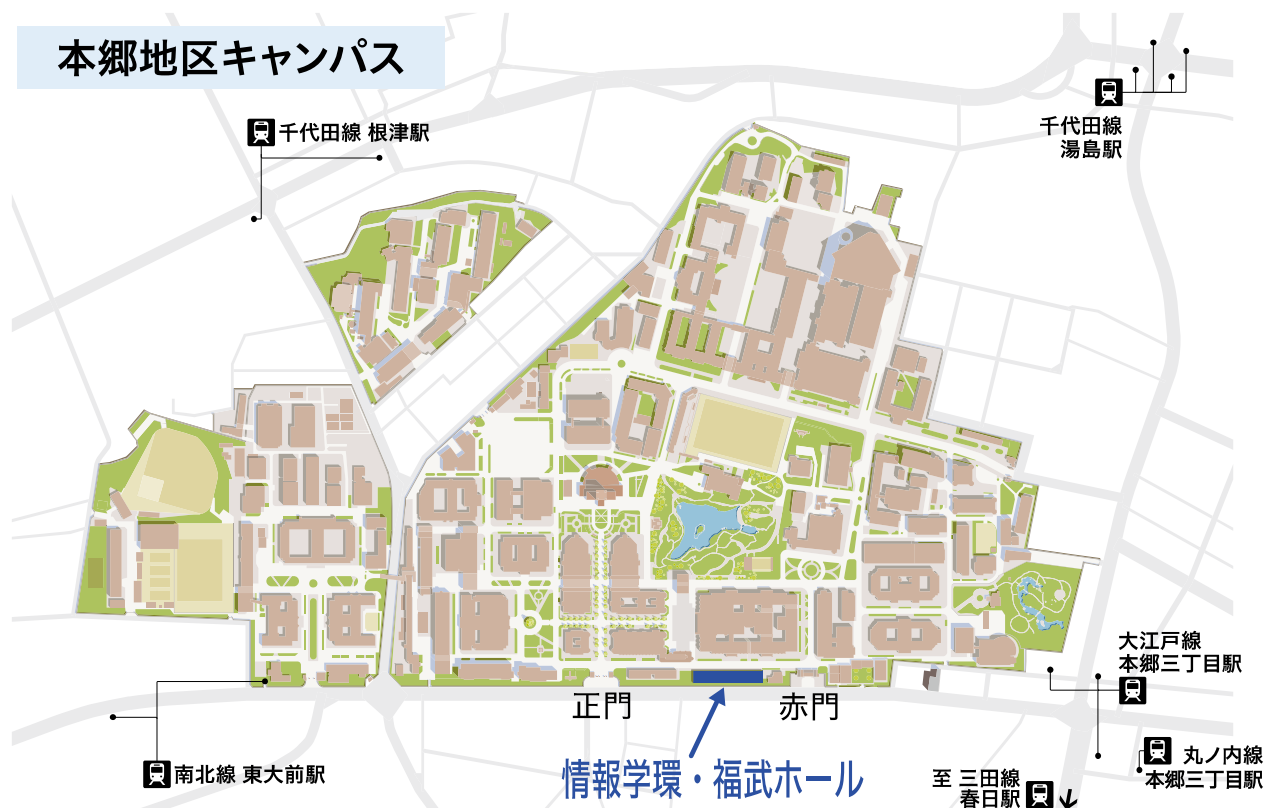 本郷地区キャンパス
千代田線 根津駅
千代田線
湯島駅
大江戸線
本郷三丁目駅
正門
赤門
情報学環・福武ホール
南北線 東大前駅
丸ノ内線
本郷三丁目駅
至 三田線
春日駅